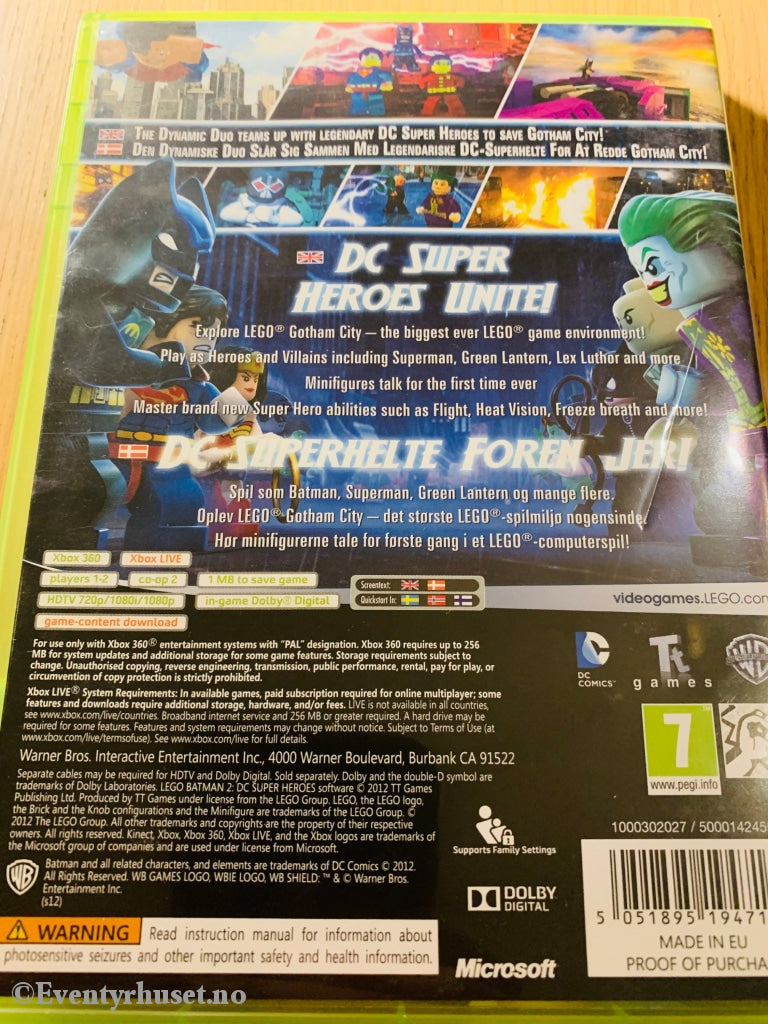 The Dynamic Duo teams up with legendary DC Super Heroes to save Gotham City!
Den Dynamiske Duo Slår Sig Sammen Med Legendariske DC-Superhelte For At Redde Gotham City!
DC Super
Heroes Unite!
Explore LEGO® Gotham City – the biggest ever LEGO® game environment!
Play as Heroes and Villains including Superman, Green Lantern, Lex Luthor and more
Minifigures talk for the first time ever
Master brand new Super Hero abilities such as Flight, Heat Vision, Freeze breath and more!
DC Superhelte Foren Jer!
Spil som Batman, Superman, Green Lantern og mange flere.
Oplev LEGO® Gotham City – det største LEGO®-spilmiljø nogensinde.
Hør minifigurerne tale for første gang i et LEGO®-computerspil!
Xbox 360 Xbox LIVE
players 1-2 co-op 2 1 MB to save game
HDTV 720p/1080i/1080p in-game Dolby® Digital
game-content download
Screentext:
Quickstart In:
videogames.LEGO.com
For use only with Xbox 360® entertainment systems with "PAL" designation. Xbox 360 requires up to 256
MB for system updates and additional storage for some game features. Storage requirements subject to
change. Unauthorised copying, reverse engineering, transmission, public performance, rental, pay for play, or
circumvention of copy protection is strictly prohibited.
Xbox LIVE® System Requirements: In available games, paid subscription required for online multiplayer; some
features and downloads require additional storage, hardware, and/or fees. LIVE is not available in all countries,
see www.xbox.com/live/countries. Broadband internet service and 256 MB or greater required. A hard drive may be
required for some features. Features and system requirements may change without notice. Subject to Terms of Use (at
www.xbox.com/live/termsofuse). See www.xbox.com/live for full details.
Warner Bros. Interactive Entertainment Inc., 4000 Warner Boulevard, Burbank CA 91522
Separate cables may be required for HDTV and Dolby Digital. Sold separately. Dolby and the double-D symbol are
trademarks of Dolby Laboratories. LEGO BATMAN 2: DC SUPER HEROES software © 2012 TT Games
Publishing Ltd. Produced by TT Games under license from the LEGO Group. LEGO, the LEGO logo,
the Brick and the Knob configurations and the Minifigure are trademarks of the LEGO Group. ©
2012 The LEGO Group. All other trademarks and copyrights are the property of their respective
owners. All rights reserved. Kinect, Xbox, Xbox 360, Xbox LIVE, and the Xbox logos are trademarks of
the Microsoft group of companies and are used under license from Microsoft.
WB
Batman and all related characters, and elements are trademarks of DC Comics © 2012.
All Rights Reserved. WB GAMES LOGO, WBIE LOGO, WB SHIELD: ™ & © Warner Bros.
Entertainment Inc.
(s12)
DC
COMICS™
Tt
games
WB
7
www.pegi.info
Supports Family Settings
DOLBY
DIGITAL
1000302027 / 500014245
5 051895 19471
MADE IN EU
PROOF OF PURCHA
WARNING Read instruction manual for information about
photosensitive seizures and other important safety and health information.
Microsoft
©Eventyrhuset.no